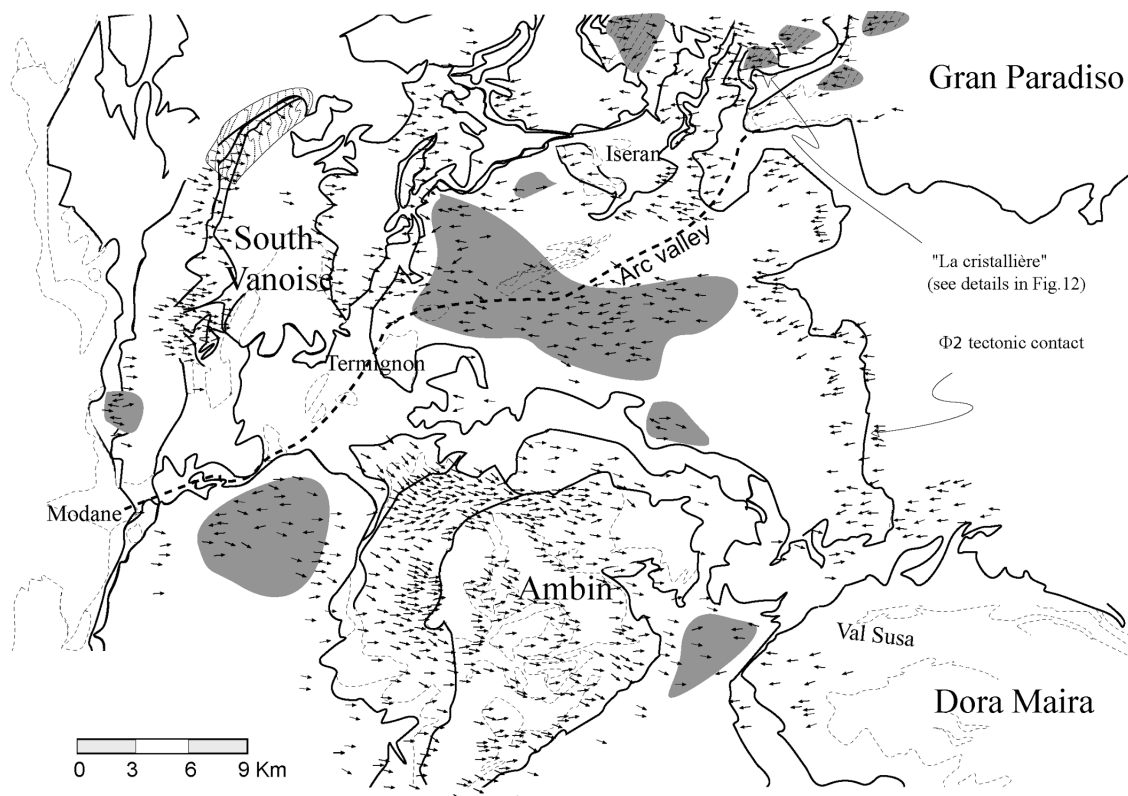 Gran Paradiso
Iseran
South
Vanoise
Arc valley
"La cristallière"
(see details in Fig.12)
Φ2 tectonic contact
Termignon
Modane
Ambin
Val Susa
Dora Maira
0 3 6 9 Km